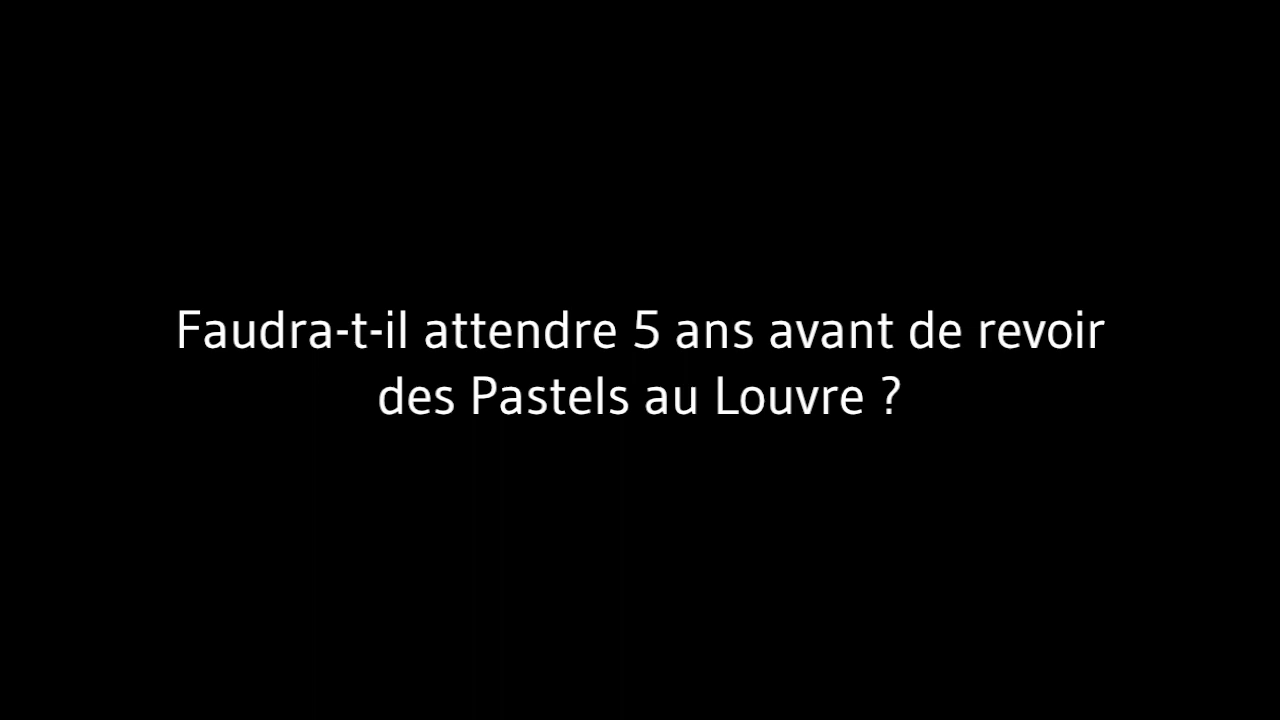 Faudra-t-il attendre 5 ans avant de revoir
des Pastels au Louvre ?